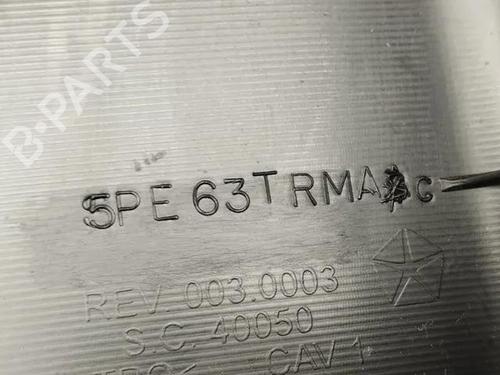 B-PARTS
5PE 63TRMA C
REV. 003.0003
S.C. 40050
CAV 1